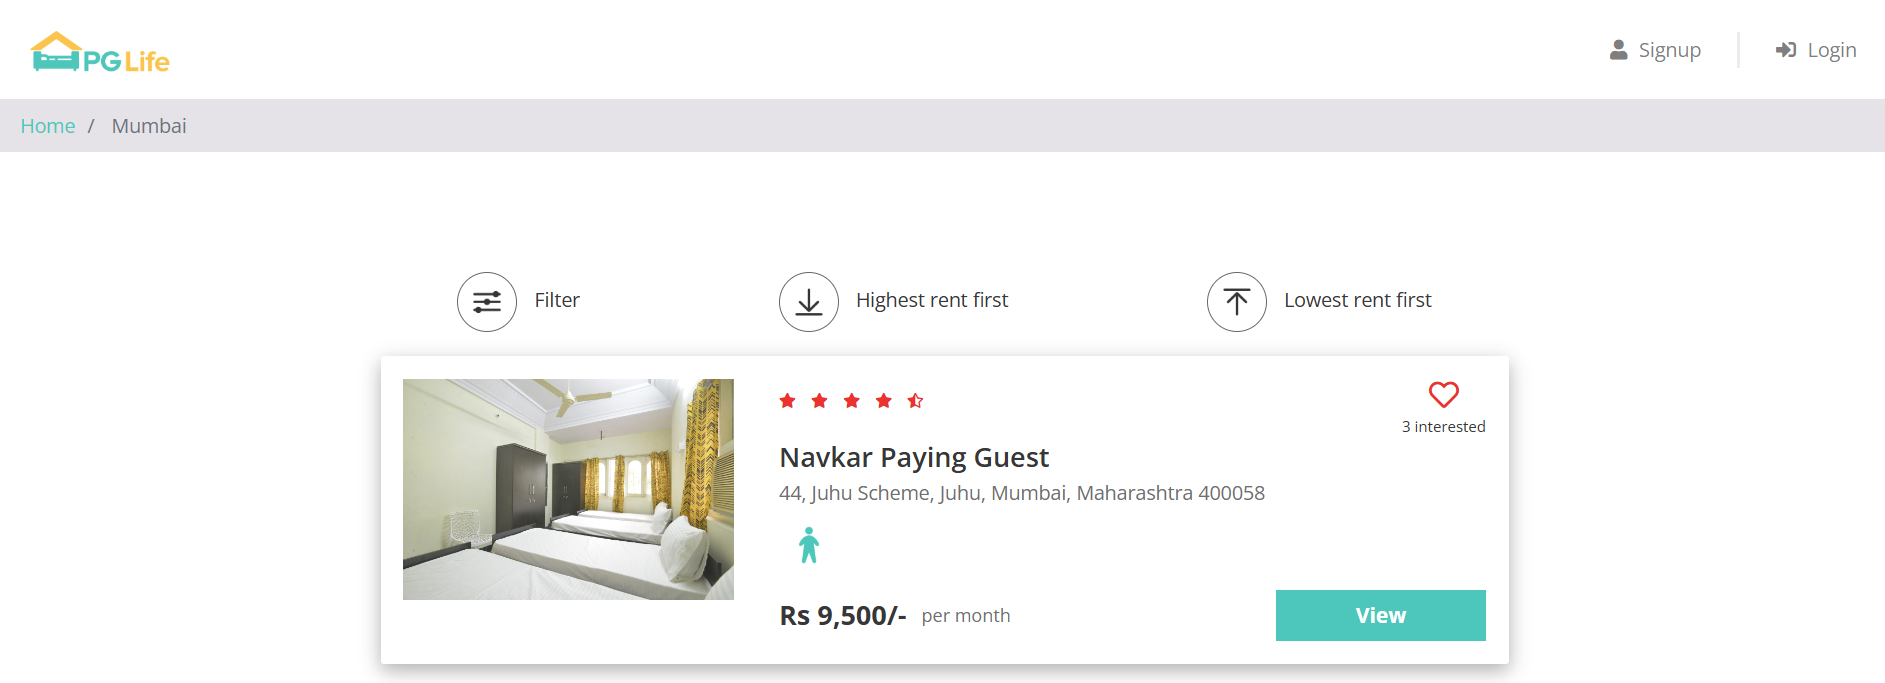 PG Life
Signup
Login
Home / Mumbai
Filter
Highest rent first
Lowest rent first
3 interested
Navkar Paying Guest
44, Juhu Scheme, Juhu, Mumbai, Maharashtra 400058
Rs 9,500/- per month
View